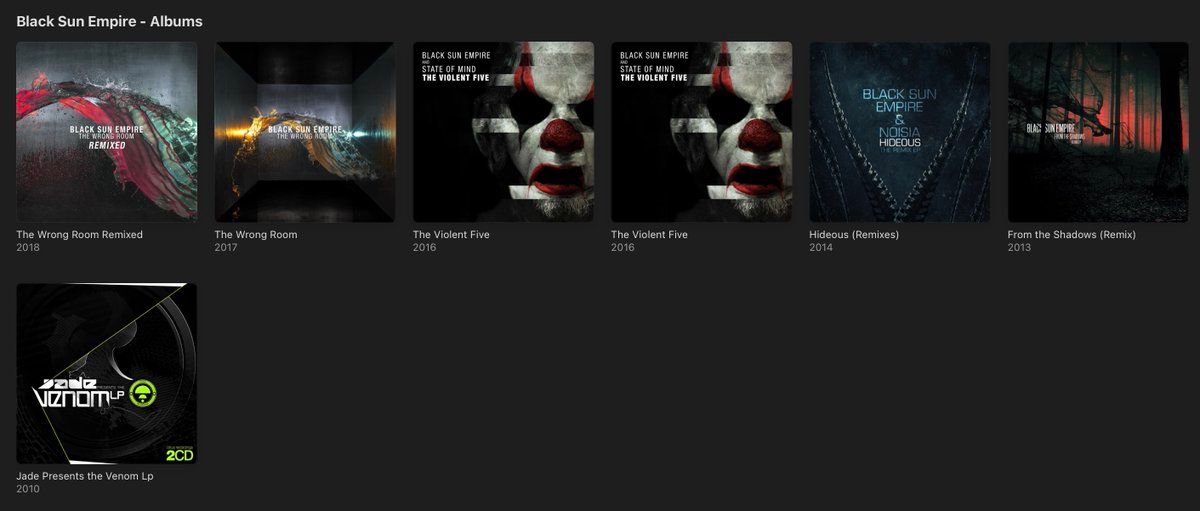 Black Sun Empire - Albums
BLACK SUN EMPIRE
THE WRONG ROOM
REMIXED
BLACK SUN EMPIRE
THE WRONG ROOM
BLACK SUN EMPIRE
AND
STATE OF MIND
THE VIOLENT FIVE
BLACK SUN EMPIRE
AND
STATE OF MIND
THE VIOLENT FIVE
BLACK SUN
EMPIRE
&
NOISIA
HIDEOUS
THE REMIX EP
BLACK SUN EMPIRE
FROM THE SHADOWS
The Wrong Room Remixed
2018
The Wrong Room
2017
The Violent Five
2016
The Violent Five
2016
Hideous (Remixes)
2014
From the Shadows (Remix)
2013
Jade
PRESENTS THE
VENOM LP
2CD
Jade Presents the Venom Lp
2010